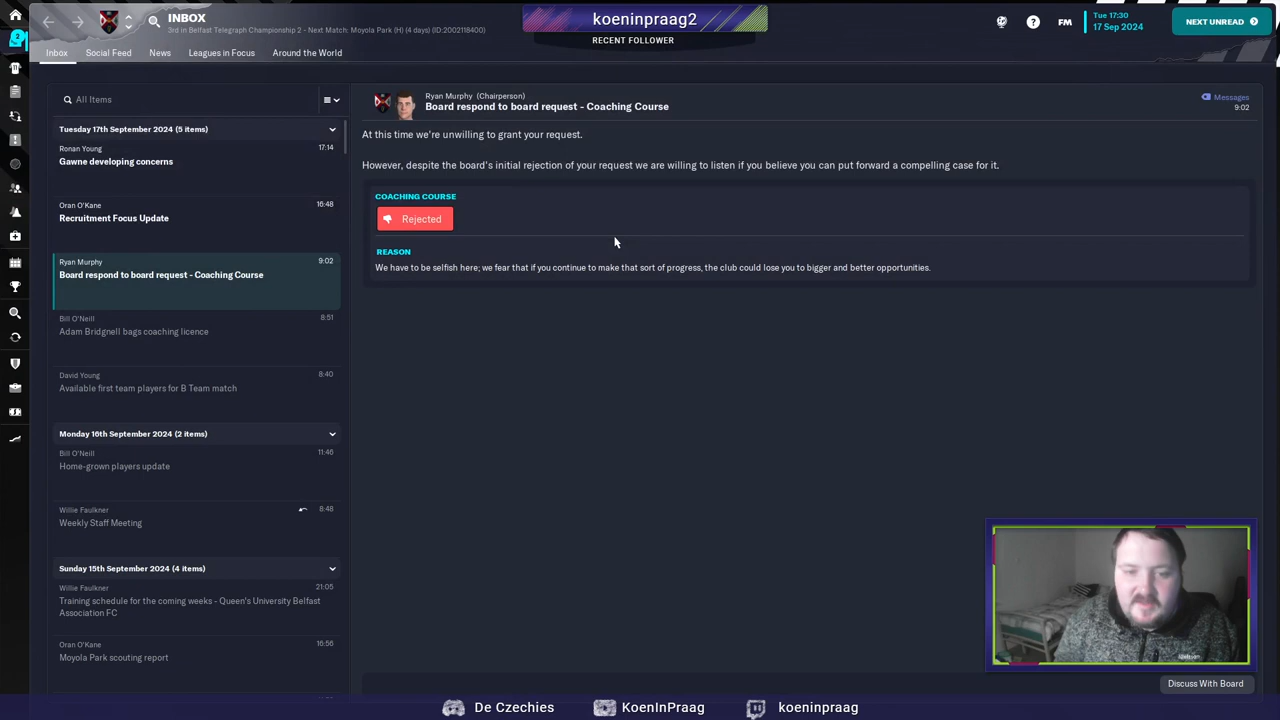 INBOX
3rd in Belfast Telegraph Championship 2 - Next Match: Moyola Park (H) (4 days) (ID:2002118400)
koeninpraag2
RECENT FOLLOWER
FM
Tue 17:30
17 Sep 2024
NEXT UNREAD
2
Inbox
Social Feed
News
Leagues in Focus
Around the World
All Items
Tuesday 17th September 2024 (5 items)
Ronan Young
17:14
Gawne developing concerns
Oran O'Kane
16:48
Recruitment Focus Update
Ryan Murphy
9:02
Board respond to board request - Coaching Course
Bill O'Neill
8:51
Adam Bridgnell bags coaching licence
David Young
8:40
Available first team players for B Team match
Monday 16th September 2024 (2 items)
Bill O'Neill
11:46
Home-grown players update
Willie Faulkner
8:48
Weekly Staff Meeting
Sunday 15th September 2024 (4 items)
Willie Faulkner
21:05
Training schedule for the coming weeks - Queen's University Belfast
Association FC
Oran O'Kane
16:56
Moyola Park scouting report
Ryan Murphy (Chairperson)
Board respond to board request - Coaching Course
Messages
9:02
At this time we're unwilling to grant your request.
However, despite the board's initial rejection of your request we are willing to listen if you believe you can put forward a compelling case for it.
COACHING COURSE
Rejected
REASON
We have to be selfish here; we fear that if you continue to make that sort of progress, the club could lose you to bigger and better opportunities.
Discuss With Board
De Czechies
KoenInPraag
koeninpraag